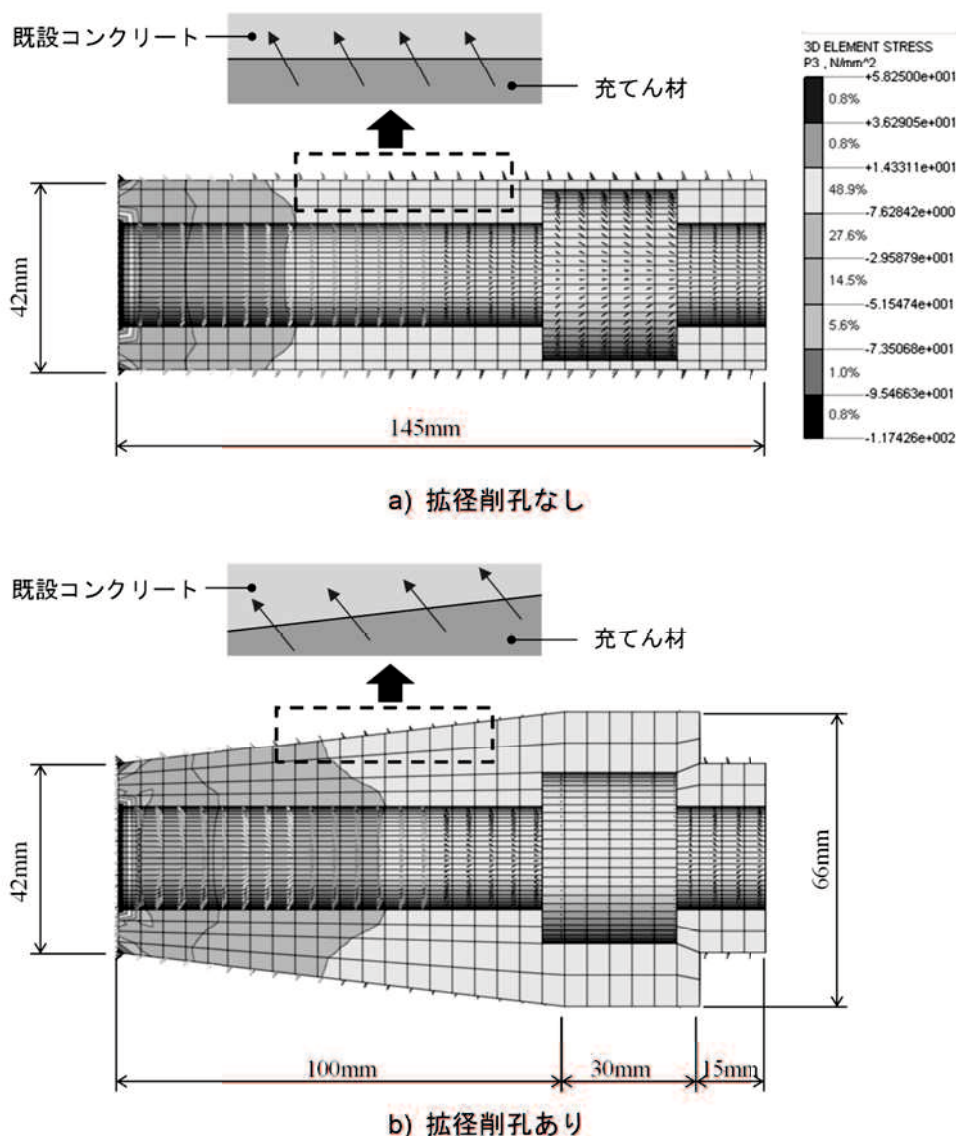 既設コンクリート
充てん材
3D ELEMENT STRESS
P3 , N/mm^2
+5.82500e+001
0.8%
+3.62905e+001
0.8%
+1.43311e+001
48.9%
-7.62842e+000
27.6%
-2.95879e+001
14.5%
-5.15474e+001
5.6%
-7.35068e+001
1.0%
-9.54663e+001
0.8%
-1.17426e+002
42mm
145mm
a) 拡径削孔なし
既設コンクリート
充てん材
42mm
66mm
100mm
30mm
15mm
b) 拡径削孔あり